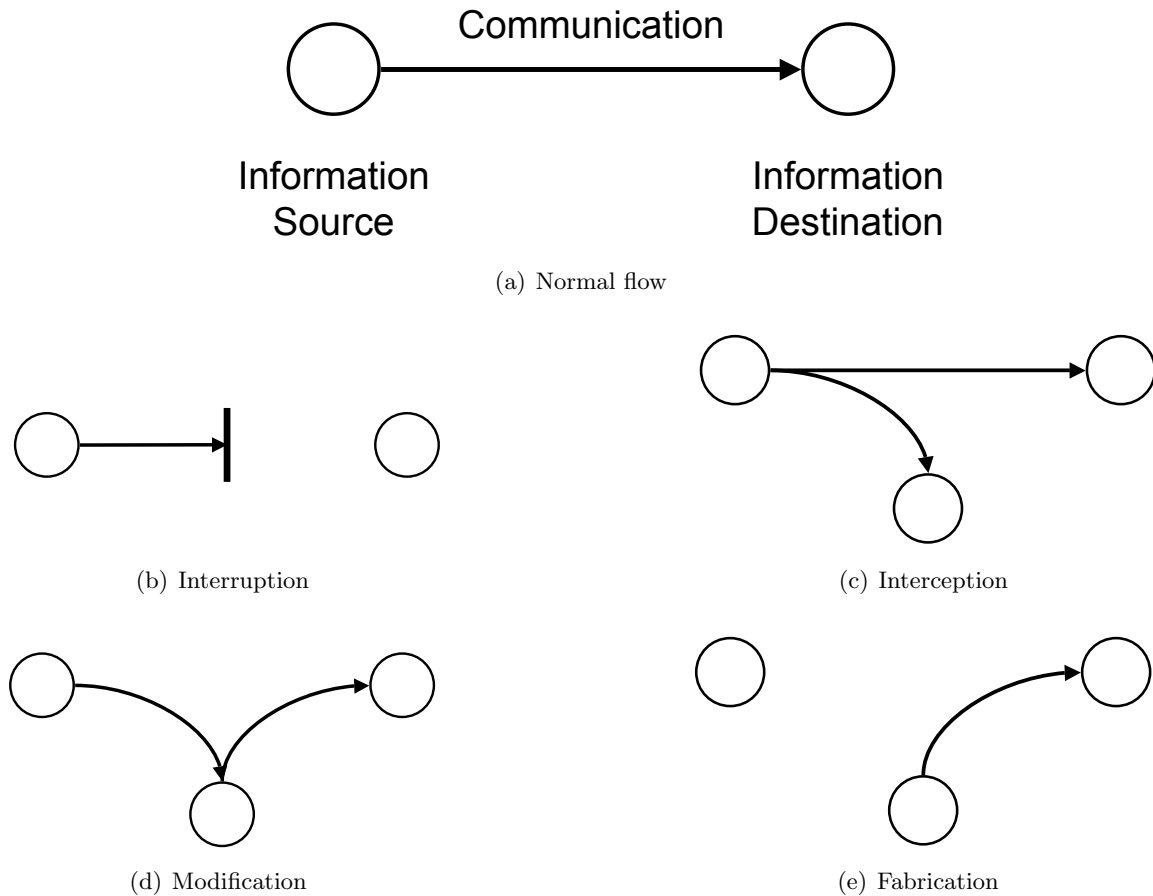 Communication
Information
Source
Information
Destination
(a) Normal flow
(b) Interruption
(c) Interception
(d) Modification
(e) Fabrication